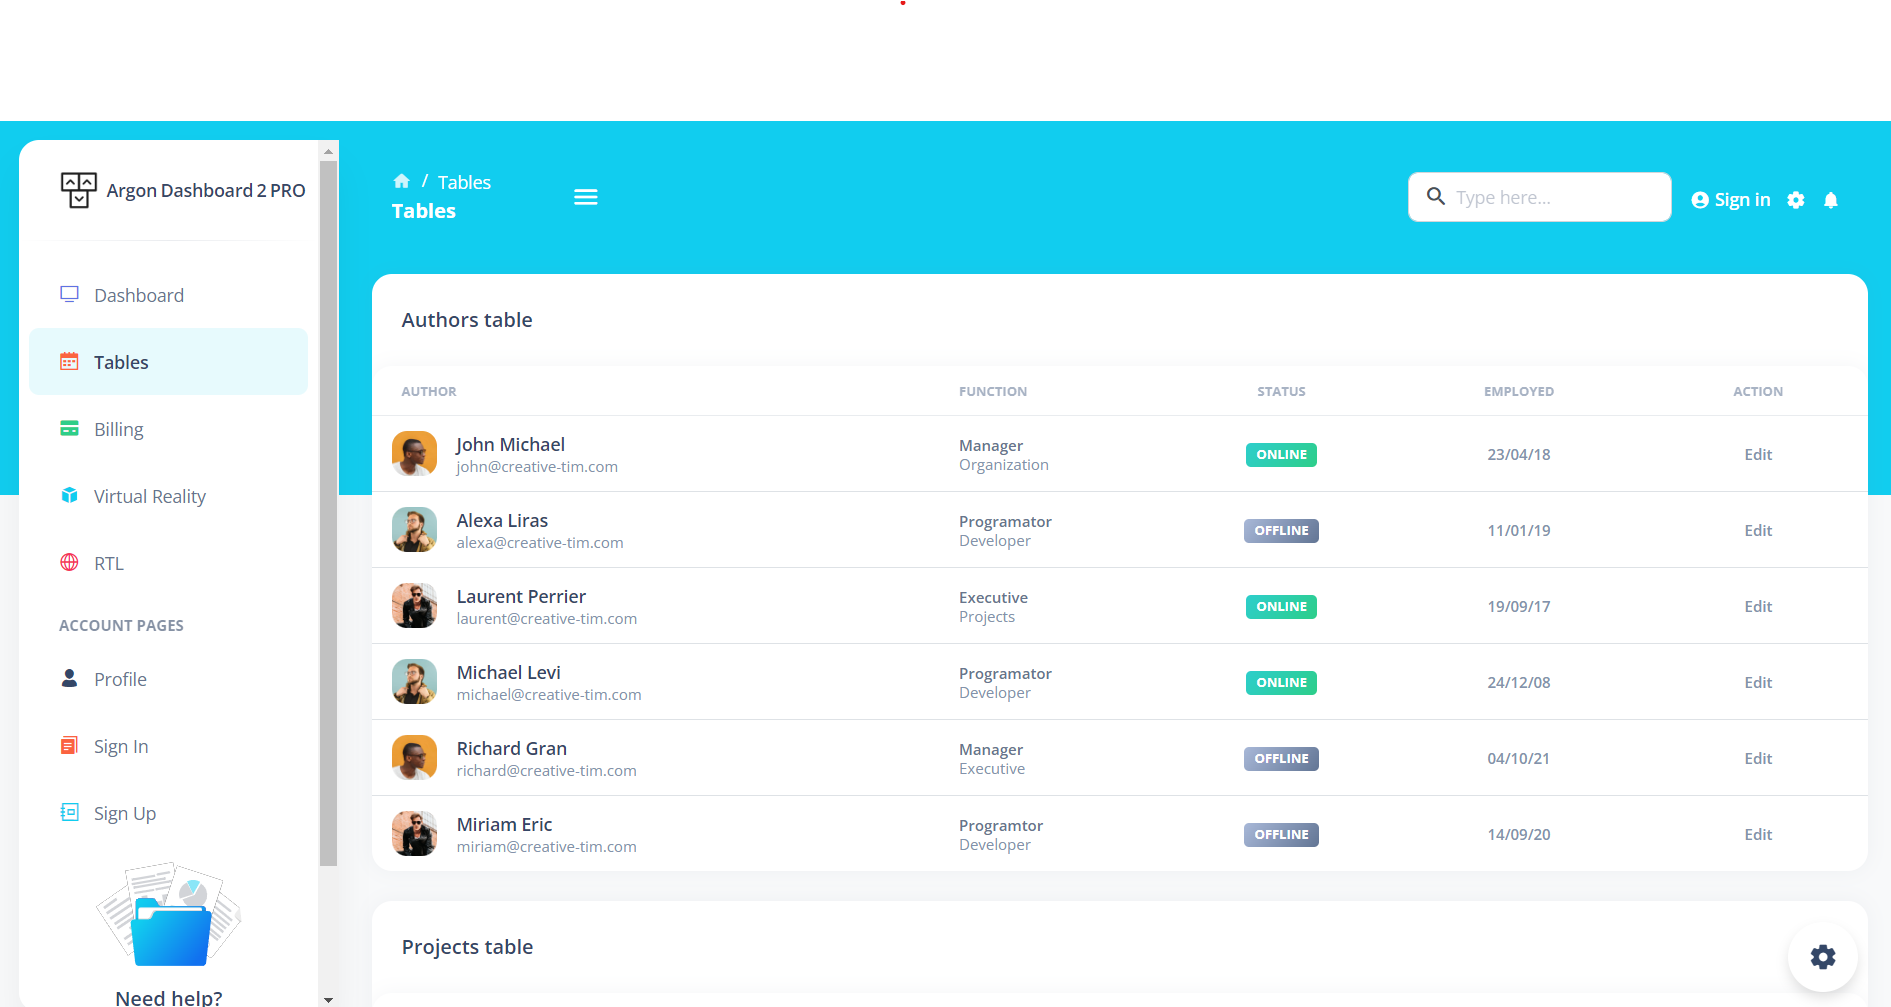 Argon Dashboard 2 PRO
Dashboard
Tables
Billing
Virtual Reality
RTL
ACCOUNT PAGES
Profile
Sign In
Sign Up
Need help?
/ Tables
Tables
Type here...
Sign in
Authors table
AUTHOR FUNCTION STATUS EMPLOYED ACTION
John Michael
john@creative-tim.com
Manager
Organization
ONLINE
23/04/18
Edit
Alexa Liras
alexa@creative-tim.com
Programator
Developer
OFFLINE
11/01/19
Edit
Laurent Perrier
laurent@creative-tim.com
Executive
Projects
ONLINE
19/09/17
Edit
Michael Levi
michael@creative-tim.com
Programator
Developer
ONLINE
24/12/08
Edit
Richard Gran
richard@creative-tim.com
Manager
Executive
OFFLINE
04/10/21
Edit
Miriam Eric
miriam@creative-tim.com
Programtor
Developer
OFFLINE
14/09/20
Edit
Projects table